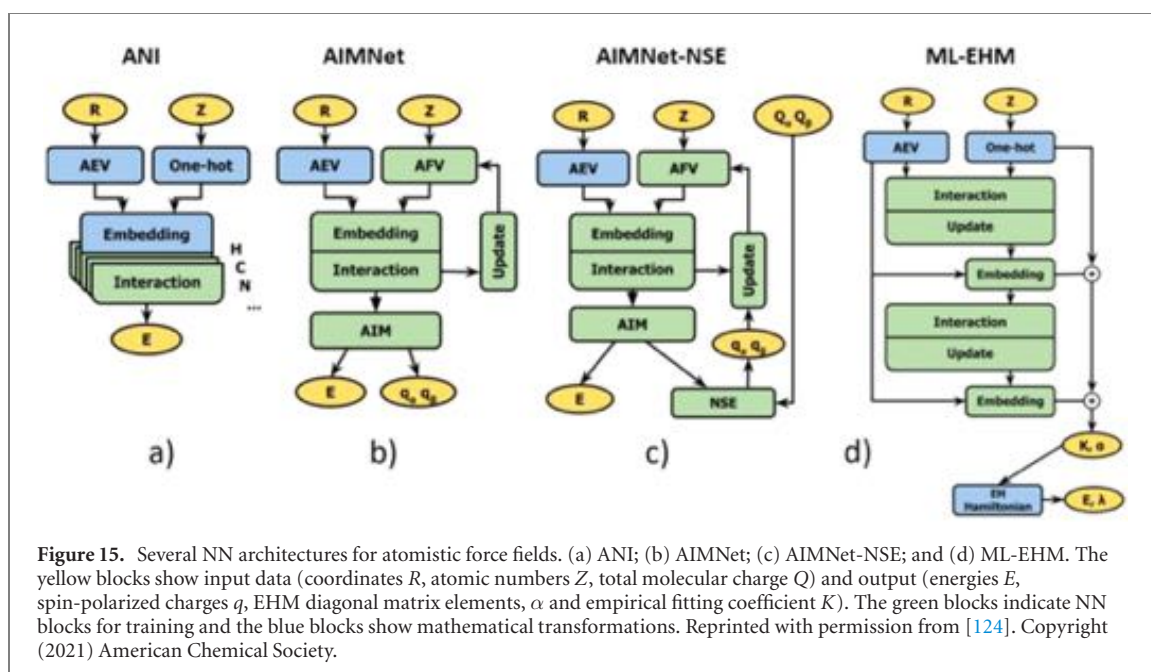 ANI
AIMNet
AIMNet-NSE
ML-EHM
R
Z
AEV
One-hot
Embedding
Interaction
H
C
N
...
E
a)
R
Z
AEV
AFV
Embedding
Interaction
Update
AIM
E
qα qβ
b)
R
Z
Qα Qβ
AEV
AFV
Embedding
Interaction
Update
AIM
qα qβ
E
NSE
c)
R
Z
AEV
One-hot
Interaction
Update
Embedding
+
Interaction
Update
Embedding
+
K, α
EH
Hamiltonian
E, λ
d)
Figure 15. Several NN architectures for atomistic force fields. (a) ANI; (b) AIMNet; (c) AIMNet-NSE; and (d) ML-EHM. The
yellow blocks show input data (coordinates R, atomic numbers Z, total molecular charge Q) and output (energies E,
spin-polarized charges q, EHM diagonal matrix elements, α and empirical fitting coefficient K). The green blocks indicate NN
blocks for training and the blue blocks show mathematical transformations. Reprinted with permission from [124]. Copyright
(2021) American Chemical Society.